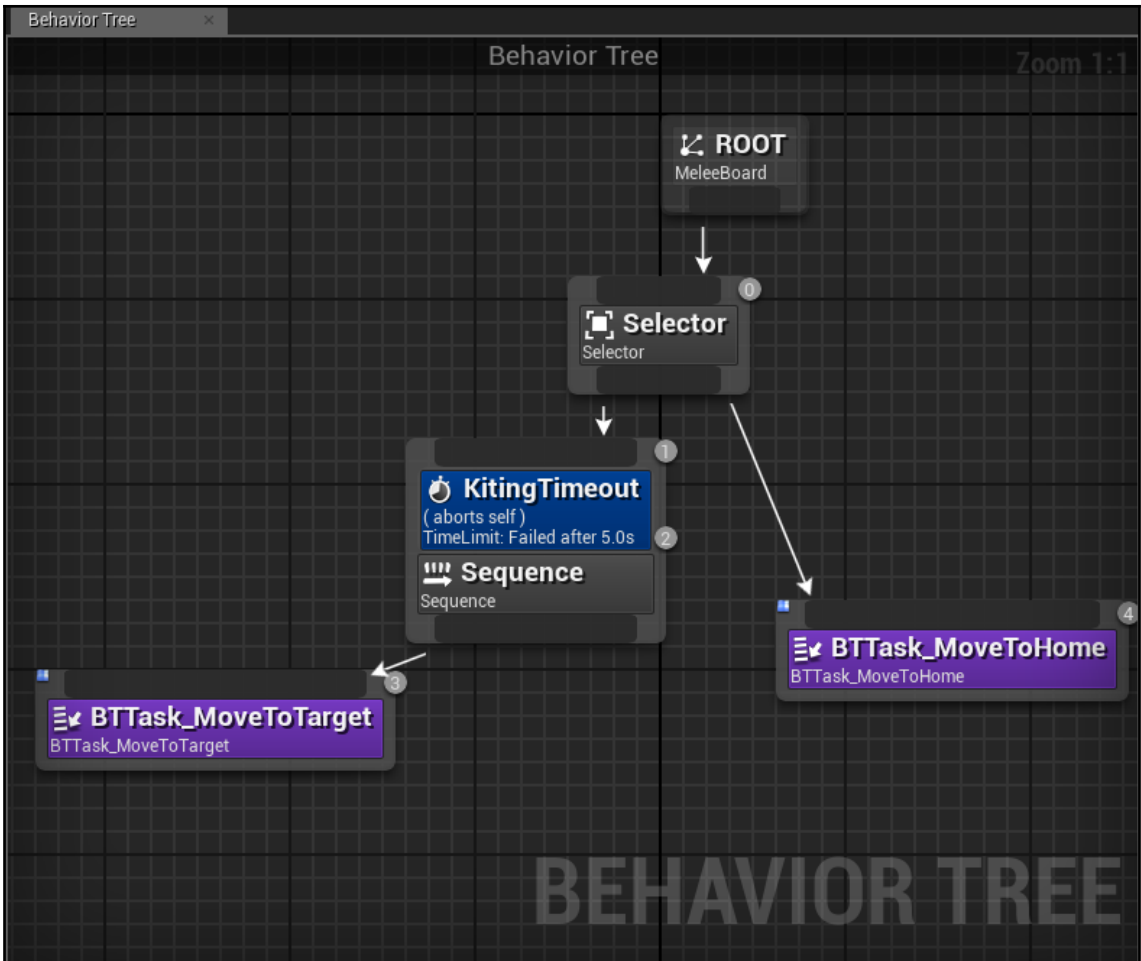 Behavior Tree
Behavior Tree
Zoom 1:1
ROOT
MeleeBoard
0
Selector
Selector
1
KitingTimeout
( aborts self )
TimeLimit: Failed after 5.0s
2
Sequence
Sequence
4
BTTask_MoveToHome
BTTask_MoveToHome
3
BTTask_MoveToTarget
BTTask_MoveToTarget
BEHAVIOR TREE